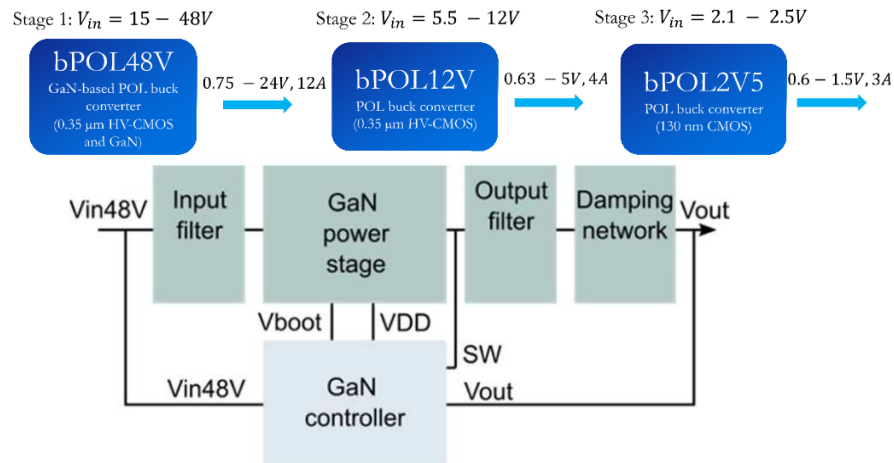 Stage 1: V_in = 15 − 48V
Stage 2: V_in = 5.5 − 12V
Stage 3: V_in = 2.1 − 2.5V
bPOL48V
GaN-based POL buck
converter
(0.35 µm HV-CMOS
and GaN)
0.75 − 24V, 12A
bPOL12V
POL buck converter
(0.35 µm HV-CMOS)
0.63 − 5V, 4A
bPOL2V5
POL buck converter
(130 nm CMOS)
0.6 − 1.5V, 3A
Vin48V
Input
filter
GaN
power
stage
Output
filter
Damping
network
Vout
Vboot
VDD
SW
Vin48V
GaN
controller
Vout